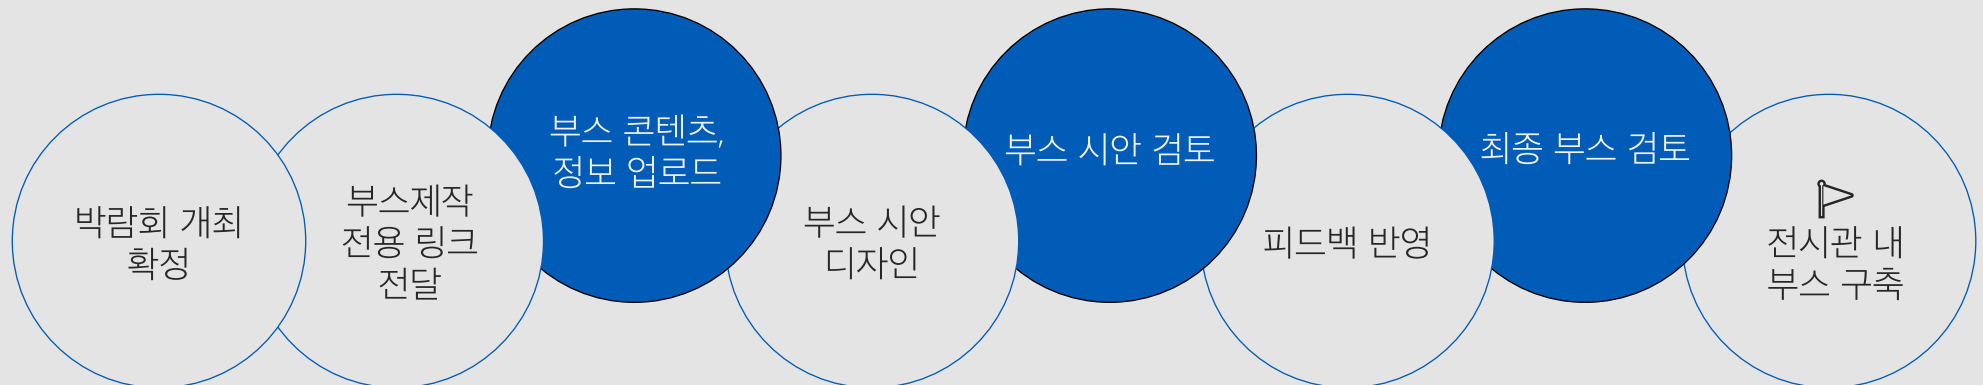 박람회 개최
확정
부스제작
전용 링크
전달
부스 콘텐츠,
정보 업로드
부스 시안
디자인
부스 시안 검토
피드백 반영
최종 부스 검토
전시관 내
부스 구축